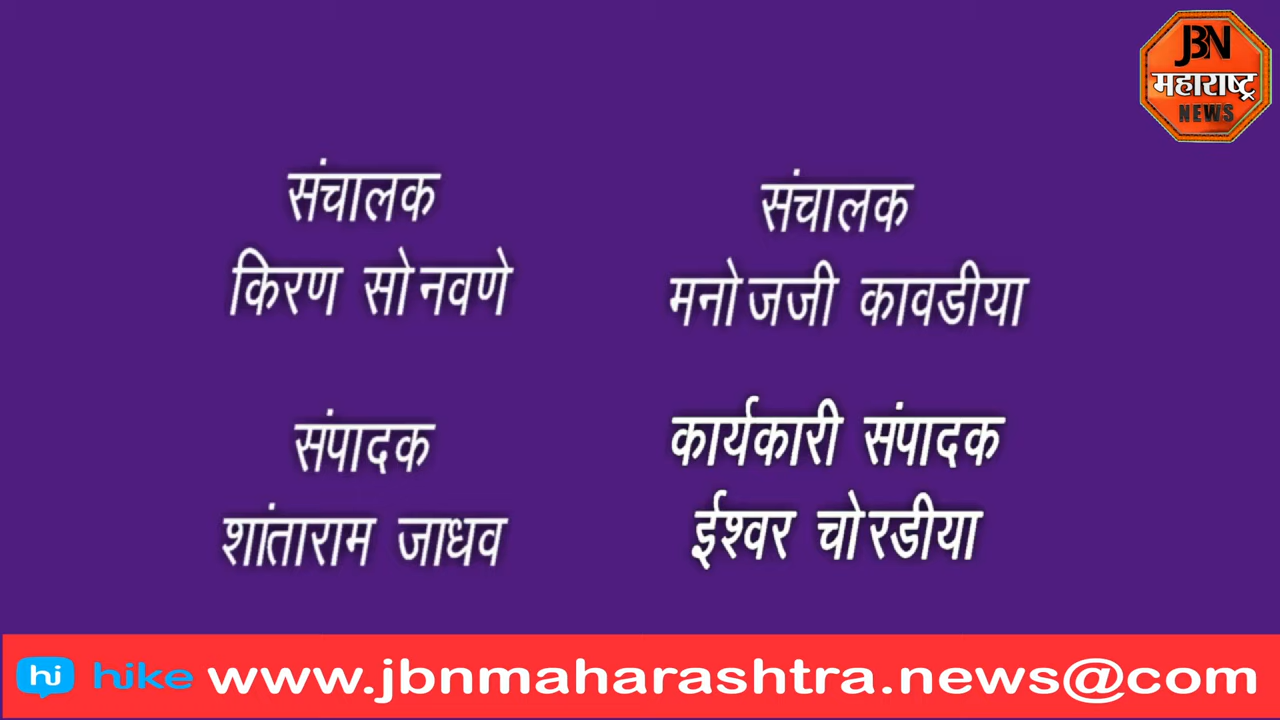 JBN
महाराष्ट्र
NEWS
संचालक
किरण सोनवणे
संचालक
मनोजजी कावडीया
संपादक
शांताराम जाधव
कार्यकारी संपादक
ईश्वर चोरडीया
hi hike www.jbnmaharashtra.news@com